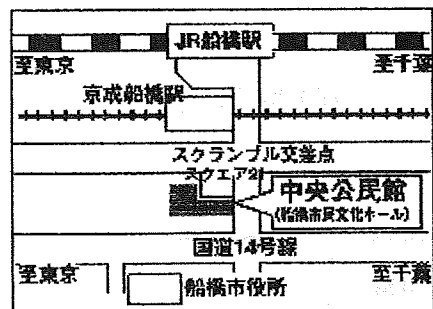 JR船橋駅
至東京
至千葉
京成船橋駅
スクランブル交差点
スクエア21
中央公民館
(船橋市民文化ホール)
国道14号線
至東京
至千葉
船橋市役所